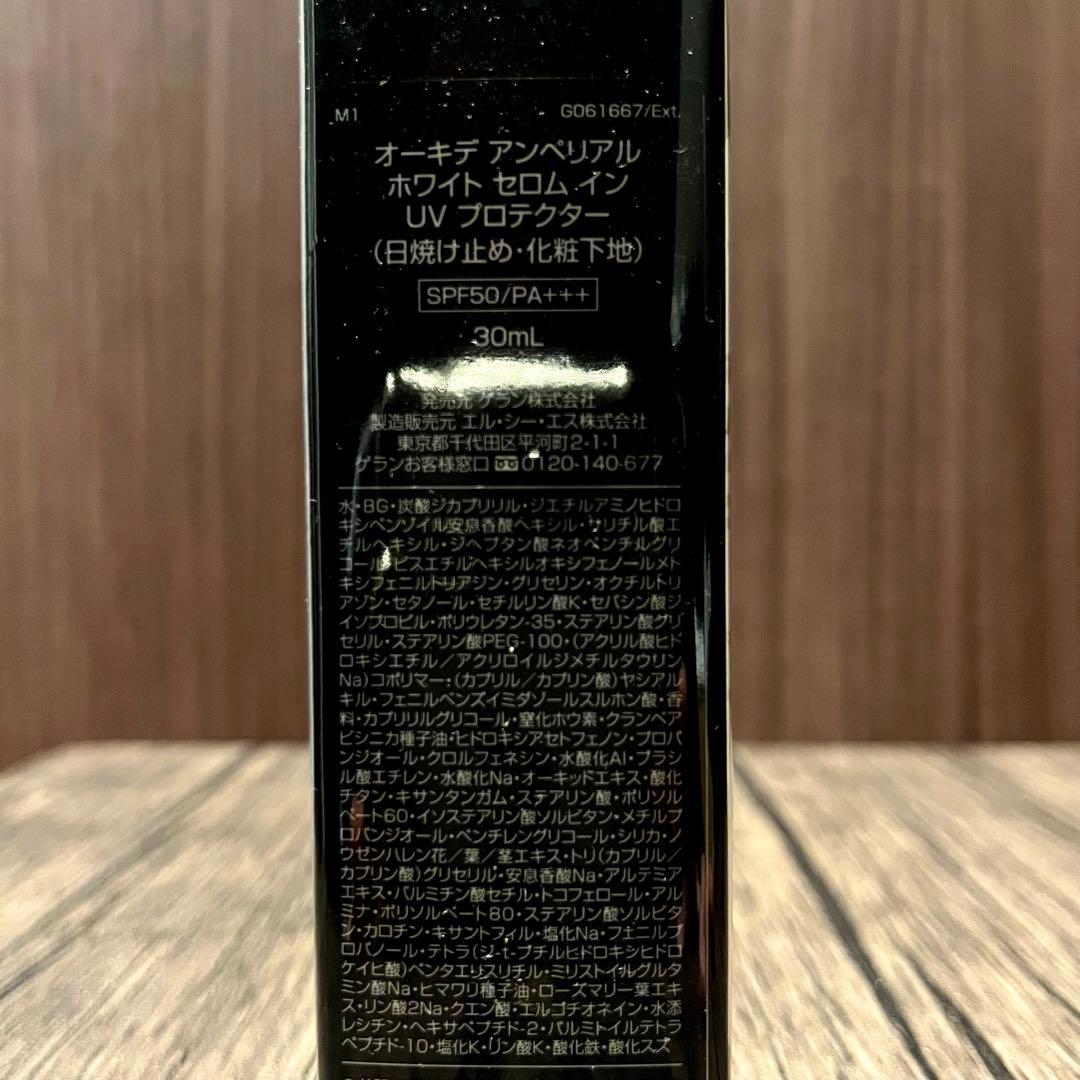 M1 G061667/Ext.
オーキデ アンペリアル
ホワイト セロム イン
UV プロテクター
(日焼け止め・化粧下地)
SPF50/PA+++
30mL
発売元 ゲラン株式会社
製造販売元 エル・シー・エス株式会社
東京都千代田区平河町2-1-1
ゲランお客様窓口 0120-140-677
水・BG・炭酸ジカプリリル・ジエチルアミノヒドロ
キシベンゾイル安息香酸ヘキシル・サリチル酸エ
チルヘキシル・ジヘプタン酸ネオペンチルグリ
コール・ビスエチルヘキシルオキシフェノールメト
キシフェニルトリアジン・グリセリン・オクチルトリ
アゾン・セタノール・セチルリン酸K・セバシン酸ジ
イソプロピル・ポリウレタン-35・ステアリン酸グリ
セリル・ステアリン酸PEG-100・(アクリル酸ヒド
ロキシエチル/アクリロイルジメチルタウリン
Na)コポリマー・(カプリル/カプリン酸)ヤシアル
キル・フェニルベンズイミダゾールスルホン酸・香
料・カプリリルグリコール・窒化ホウ素・クランベア
ビシニカ種子油・ヒドロキシアセトフェノン・プロパ
ンジオール・クロルフェネシン・水酸化Al・ブラシ
ル酸エチレン・水酸化Na・オーキッドエキス・酸化
チタン・キサンタンガム・ステアリン酸・ポリソル
ベート60・イソステアリン酸ソルビタン・メチルプ
ロパンジオール・ペンチレングリコール・シリカ・ノ
ウゼンハレン花/葉/茎エキス・トリ(カプリル/
カプリン酸)グリセリル・安息香酸Na・アルテミア
エキス・パルミチン酸セチル・トコフェロール・アル
ミナ・ポリソルベート80・ステアリン酸ソルビタ
ン・カロチン・キサントフィル・塩化Na・フェニルプ
ロパノール・テトラ(ジ-t-ブチルヒドロキシヒドロ
ケイヒ酸)ペンタエリスリチル・ミリストイルグルタ
ミン酸Na・ヒマワリ種子油・ローズマリー葉エキ
ス・リン酸2Na・クエン酸・エルゴチオネイン・水添
レシチン・ヘキサペプチド-2・パルミトイルテトラ
ペプチド-10・塩化K・リン酸K・酸化鉄・酸化スズ